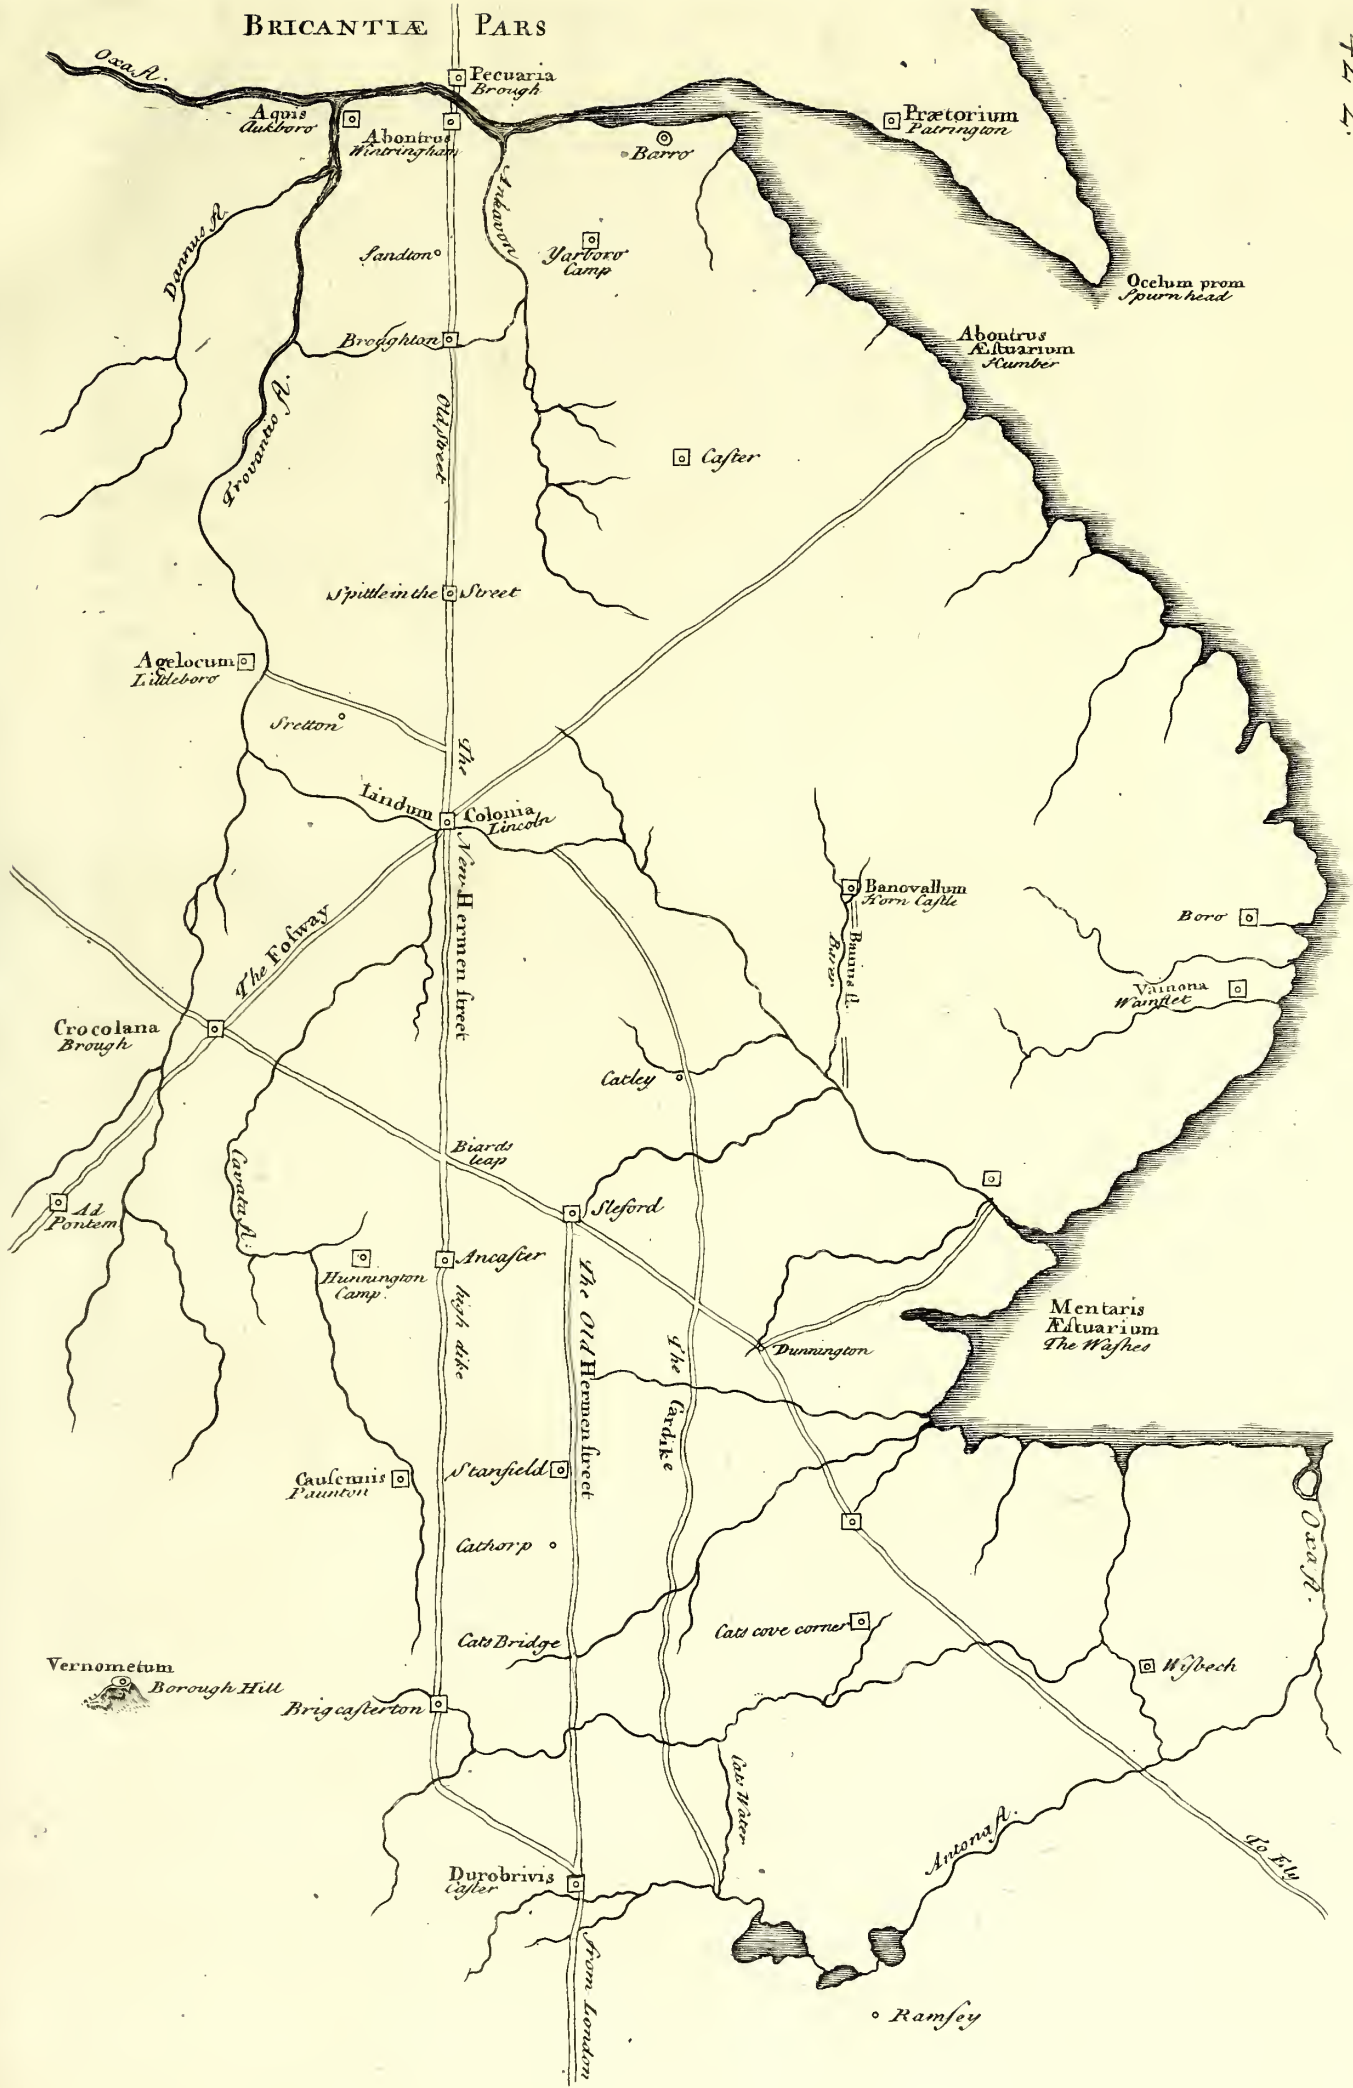 BRICANTIÆ PARS
Oxa fl.
Pecuaria
Brough
Aquis
Aukboro
Abontrus
Wintringham
Barro
Prætorium
Patrington
Ankavon
Dannus fl.
Sandton
Yarboro
Camp
Ocelum prom
Spurn head
Broughton
Abontrus
Æſtuarium
Humber
Trovantio fl.
Old Street
Caſter
Spittle in the Street
Agelocum
Littleboro
Sretton
The New Hermen ſtreet
Lindum Colonia
Lincoln
Banovallum
Horn Caſtle
Boro
The Foſway
Banius fl.
Vainona
Wainflet
Crocolana
Brough
Catley
Biards
leap
Cavata fl.
Ad
Pontem
Sleford
Hunnington
Camp.
Ancaſter
high dike
The Old Hermen ſtreet
Mentaris
Æſtuarium
The Waſhes
The Cardike
Dunnington
Cauſennis
Paunton
Stanfield
Oxa fl.
Cathorp
Cats Bridge
Cats cove corner
Vernometum
Borough Hill
Wiſbech
Brigcaſterton
Cats Water
Antona fl.
To Ely
Durobrivis
Caſter
from London
Ramſey